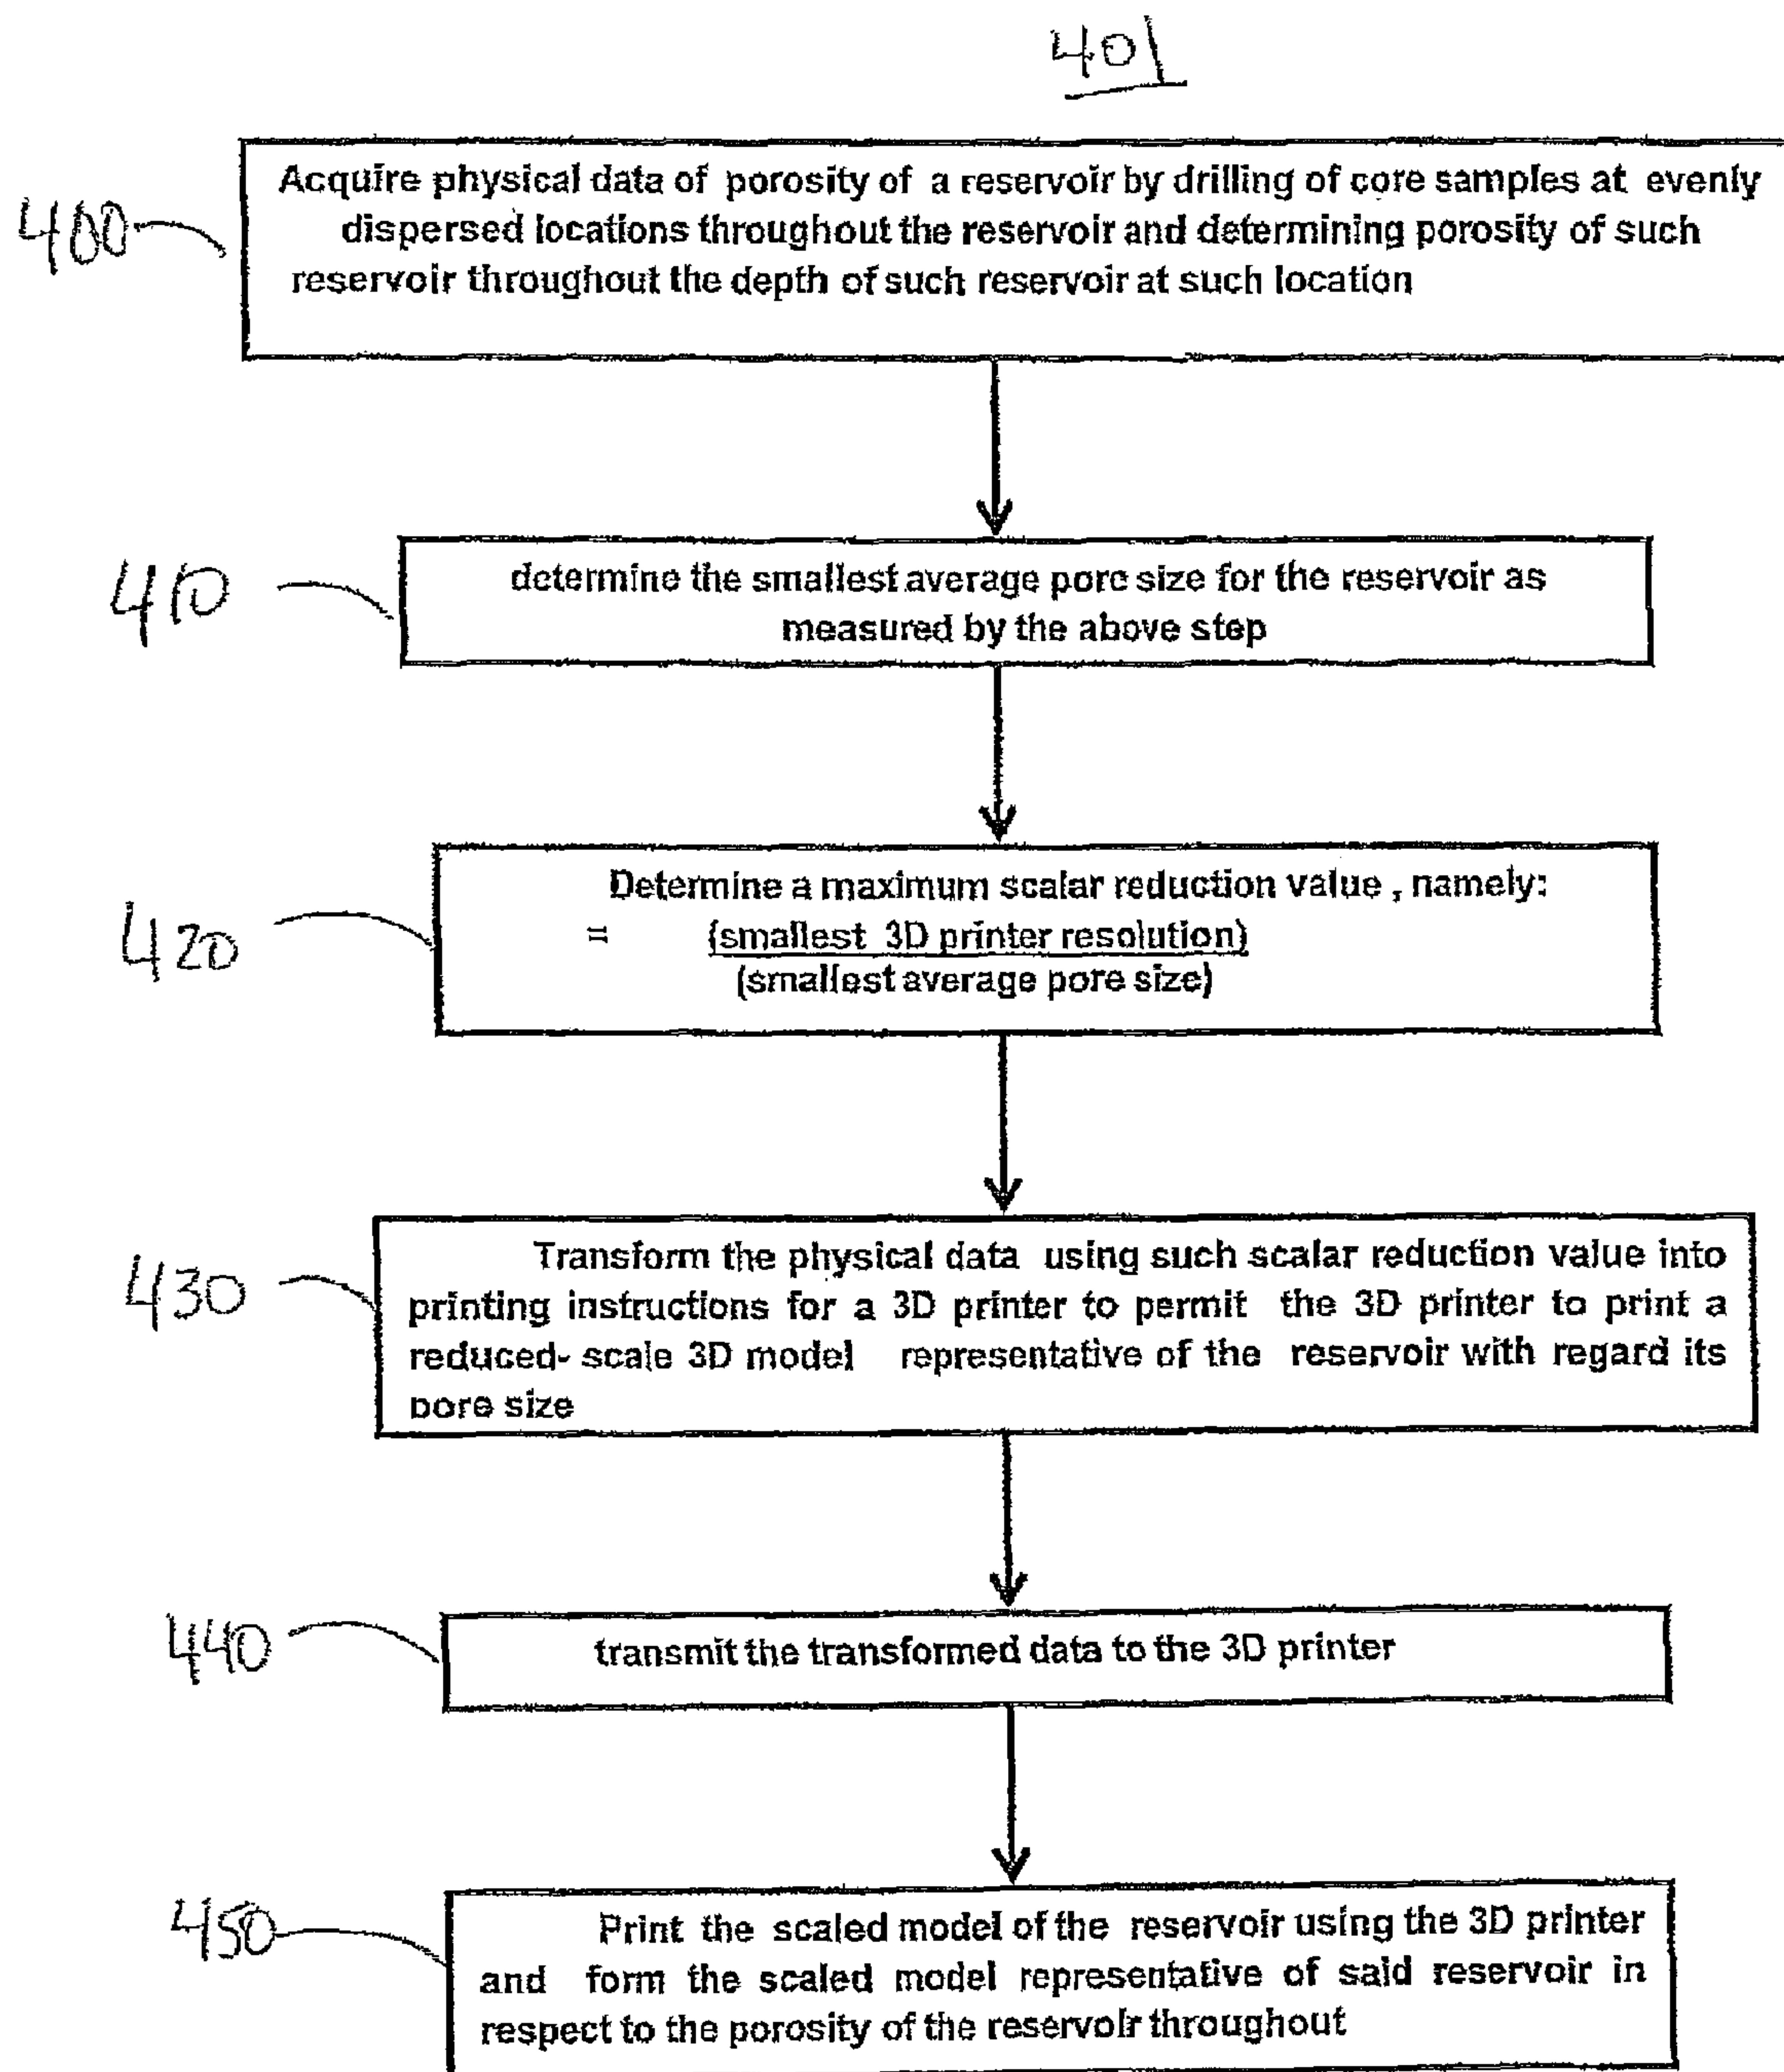 401
400
Acquire physical data of porosity of a reservoir by drilling of core samples at evenly
dispersed locations throughout the reservoir and determining porosity of such
reservoir throughout the depth of such reservoir at such location
410
determine the smallest average pore size for the reservoir as
measured by the above step
420
Determine a maximum scalar reduction value , namely:
= (smallest 3D printer resolution)
(smallest average pore size)
430
Transform the physical data using such scalar reduction value into
printing instructions for a 3D printer to permit the 3D printer to print a
reduced- scale 3D model representative of the reservoir with regard its
pore size
440
transmit the transformed data to the 3D printer
450
Print the scaled model of the reservoir using the 3D printer
and form the scaled model representative of said reservoir in
respect to the porosity of the reservoir throughout